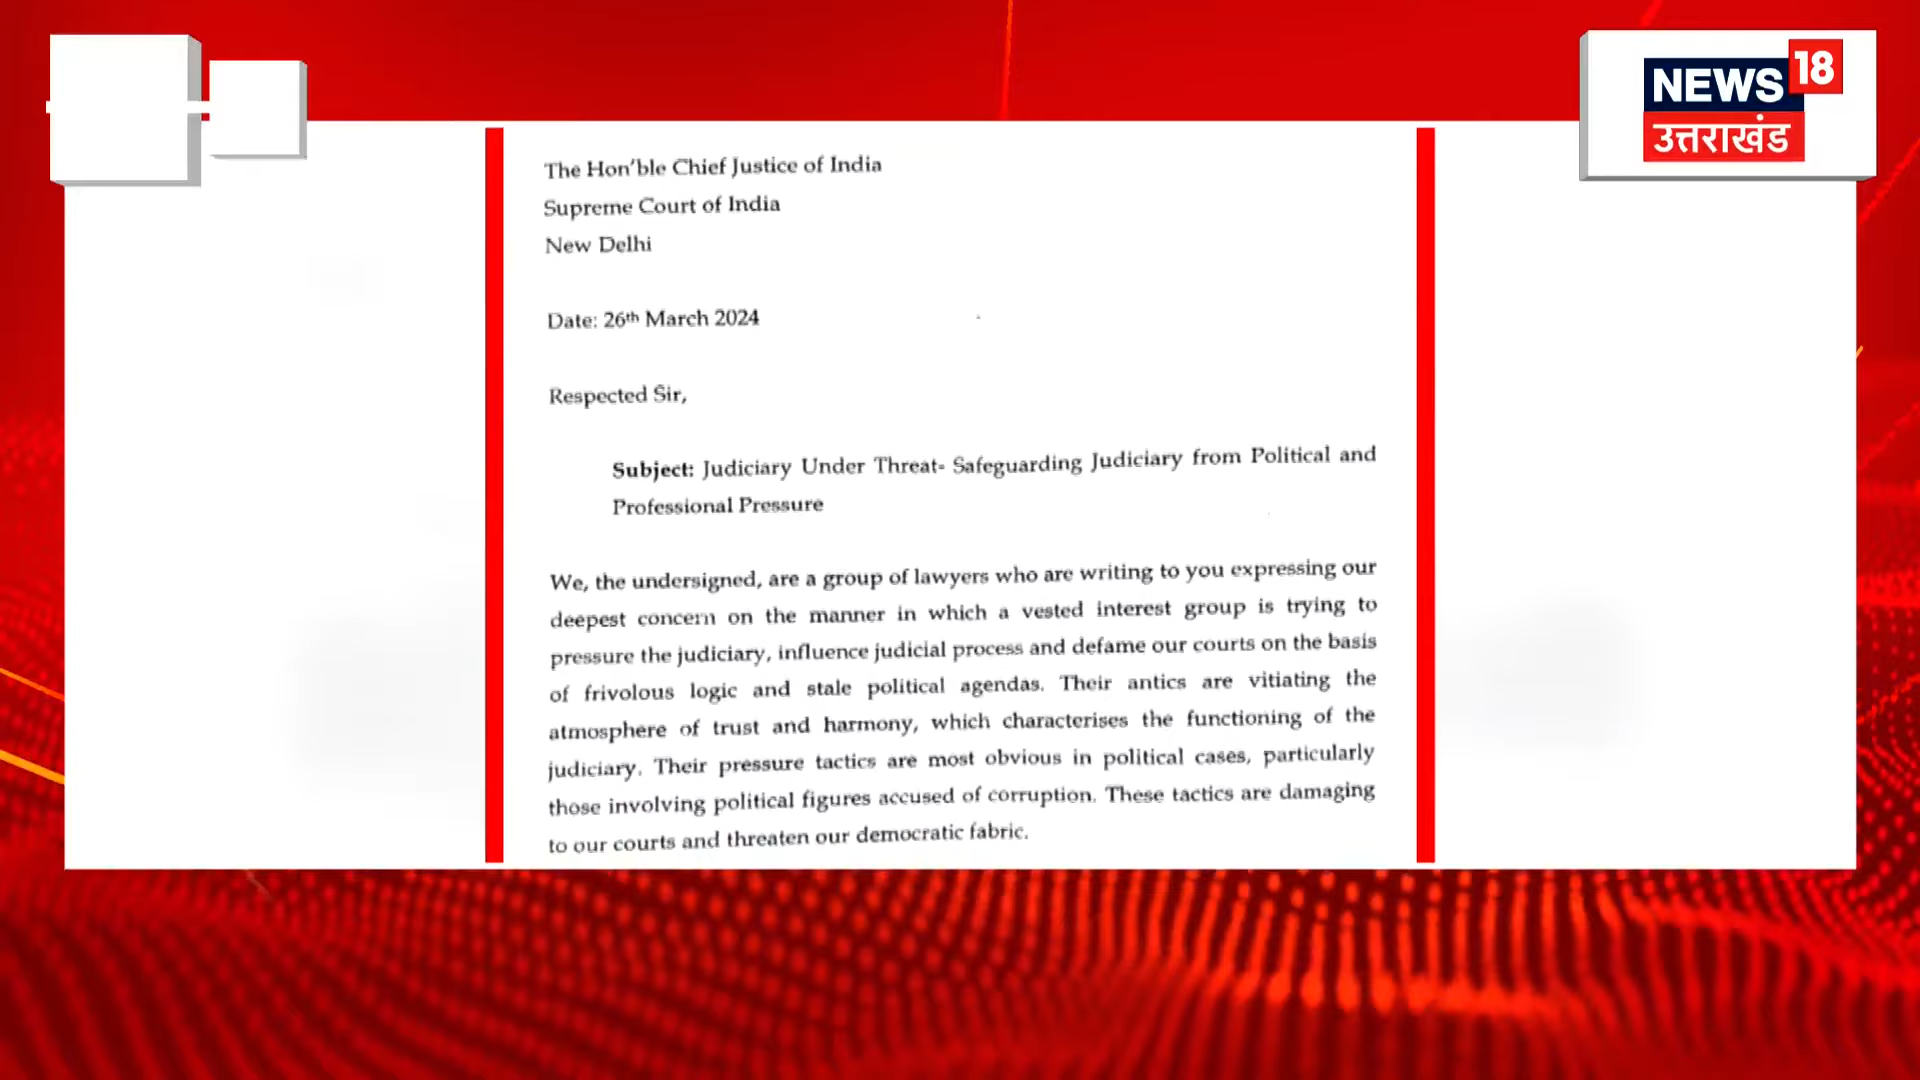 NEWS 18
उत्तराखंड
The Hon'ble Chief Justice of India
Supreme Court of India
New Delhi
Date: 26th March 2024
Respected Sir,
Subject: Judiciary Under Threat- Safeguarding Judiciary from Political and
Professional Pressure
We, the undersigned, are a group of lawyers who are writing to you expressing our
deepest concern on the manner in which a vested interest group is trying to
pressure the judiciary, influence judicial process and defame our courts on the basis
of frivolous logic and stale political agendas. Their antics are vitiating the
atmosphere of trust and harmony, which characterises the functioning of the
judiciary. Their pressure tactics are most obvious in political cases, particularly
those involving political figures accused of corruption. These tactics are damaging
to our courts and threaten our democratic fabric.